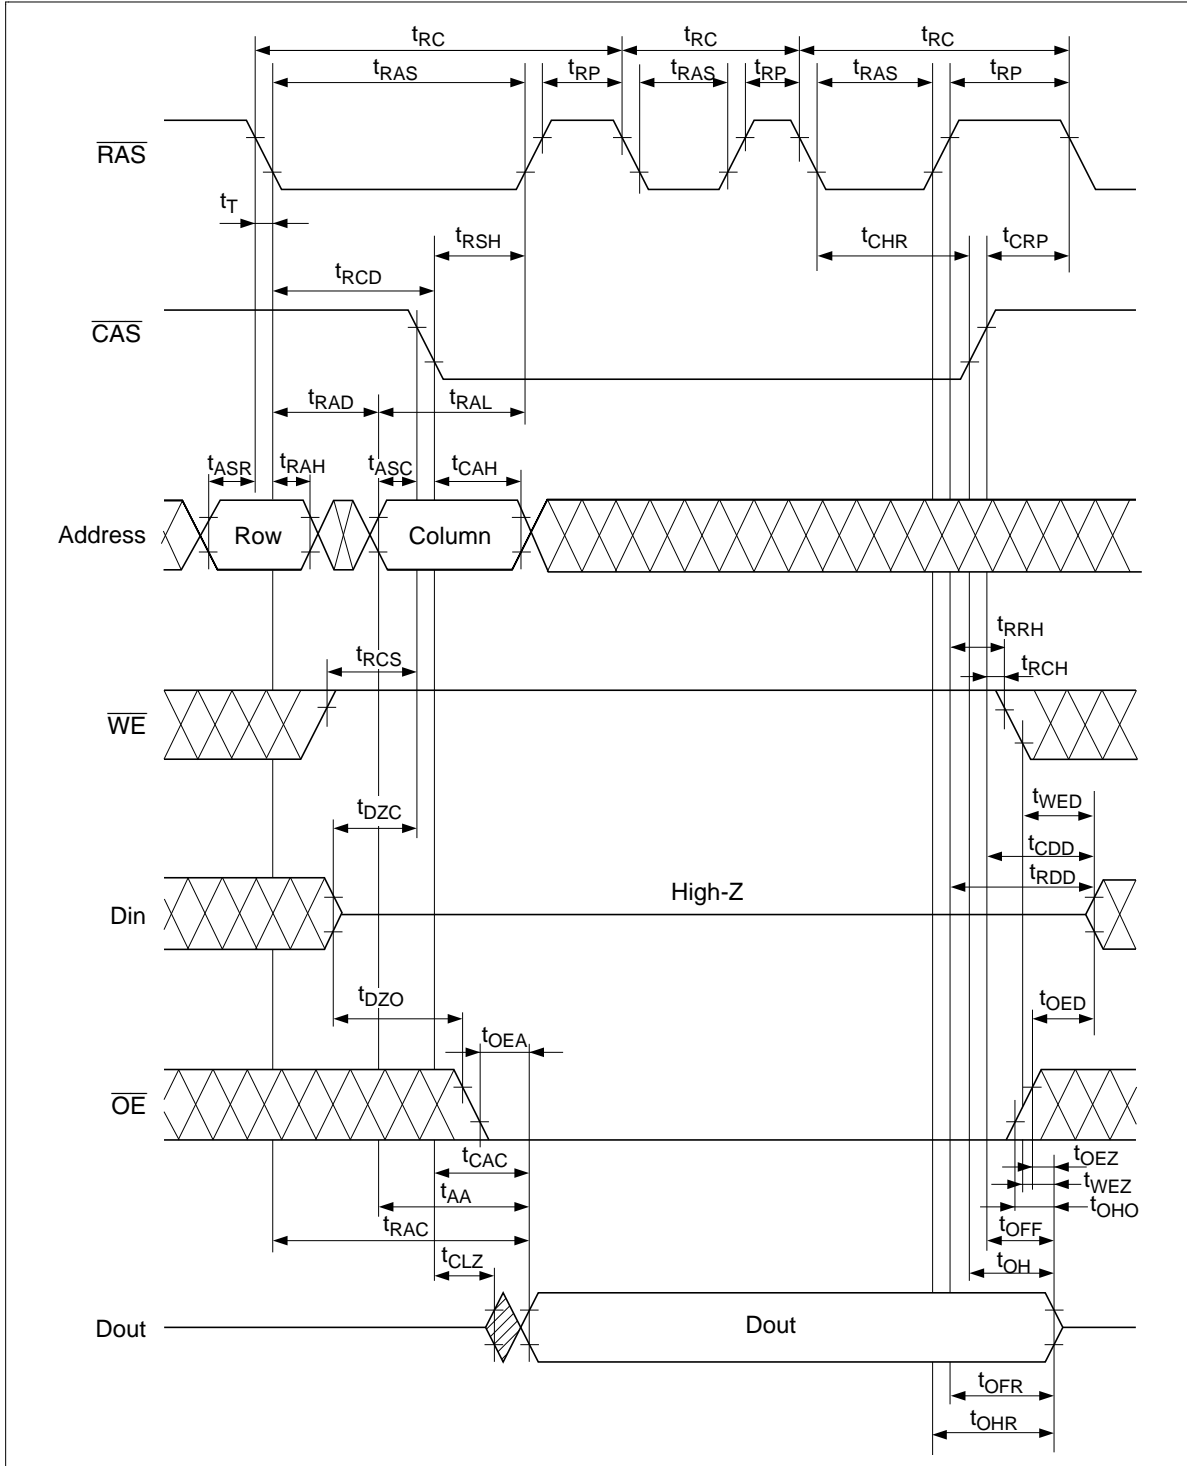 tRC tRC tRC
tRAS tRP tRAS tRP tRAS tRP
RAS
tT
tRSH tCHR tCRP
tRCD
CAS
tRAD tRAL
tASR tRAH tASC tCAH
Address Row Column
tRRH
tRCS tRCH
WE
tDZC tWED
tCDD
tRDD
High-Z
Din
tDZO tOED
tOEA
OE
tCAC tOEZ
tAA tWEZ
tOHO
tRAC tOFF
tCLZ tOH
Dout Dout
tOFR
tOHR